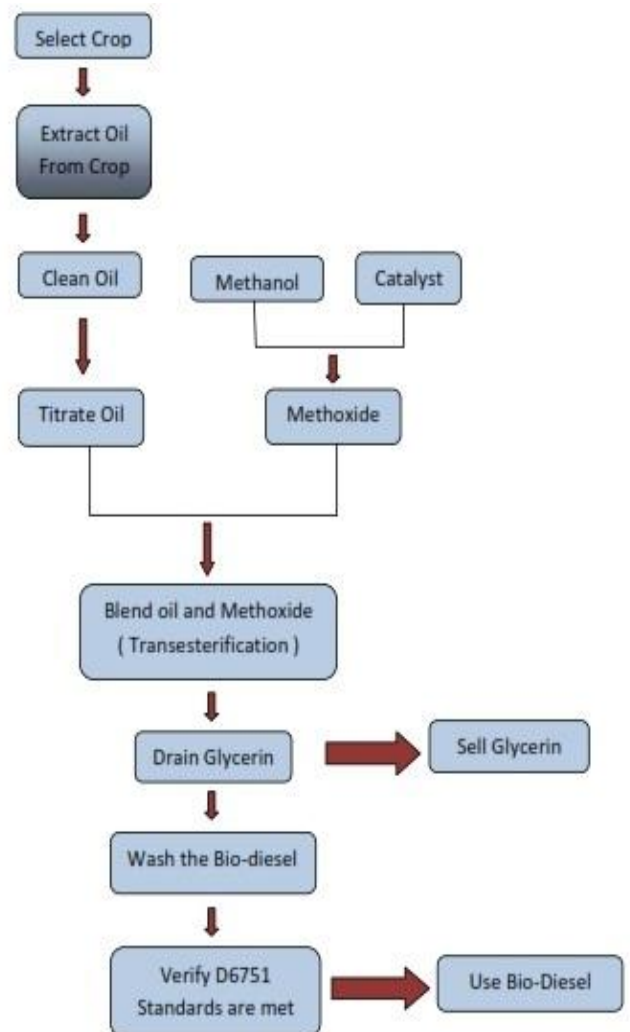 Select Crop
Extract Oil
From Crop
Clean Oil
Methanol
Catalyst
Titrate Oil
Methoxide
Blend oil and Methoxide
( Transesterification )
Drain Glycerin
Sell Glycerin
Wash the Bio-diesel
Verify D6751
Standards are met
Use Bio-Diesel